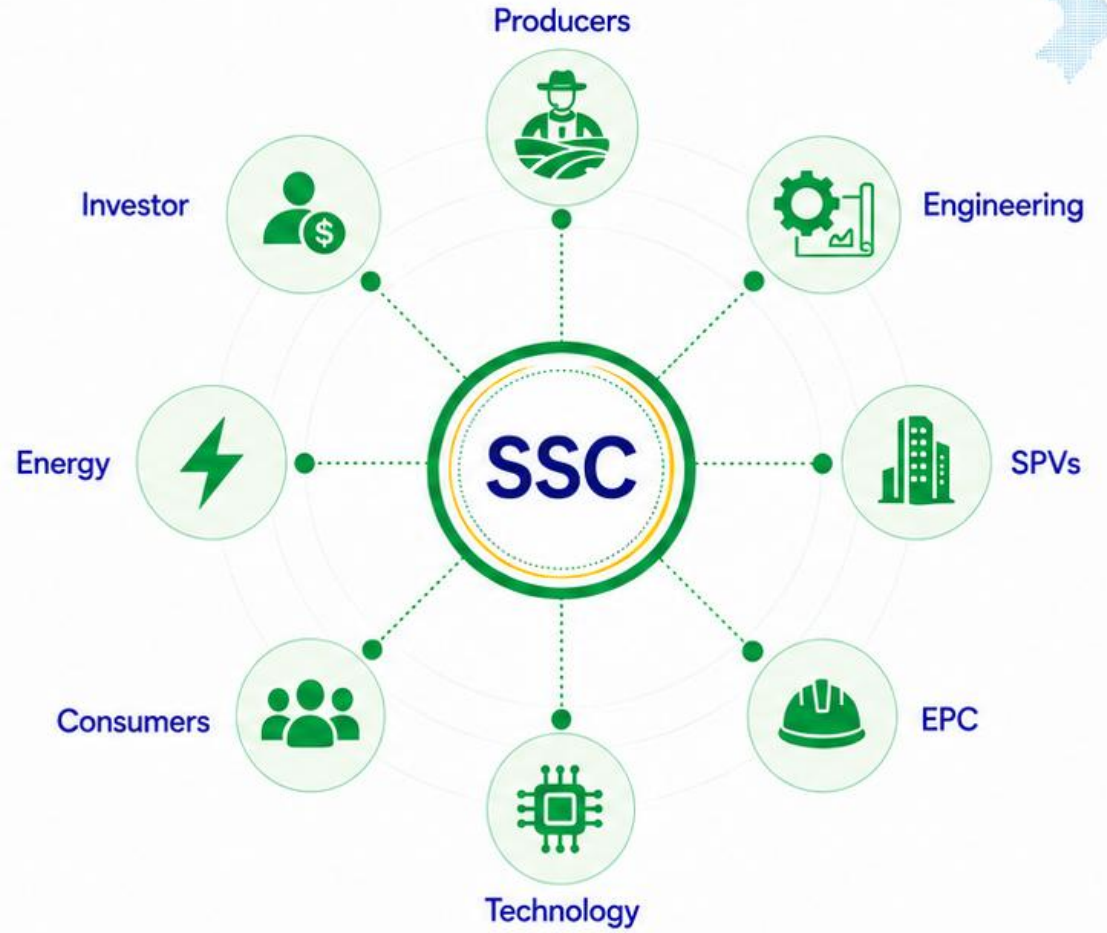 Producers
Investor
$
Engineering
Energy
SSC
SPVs
Consumers
EPC
Technology